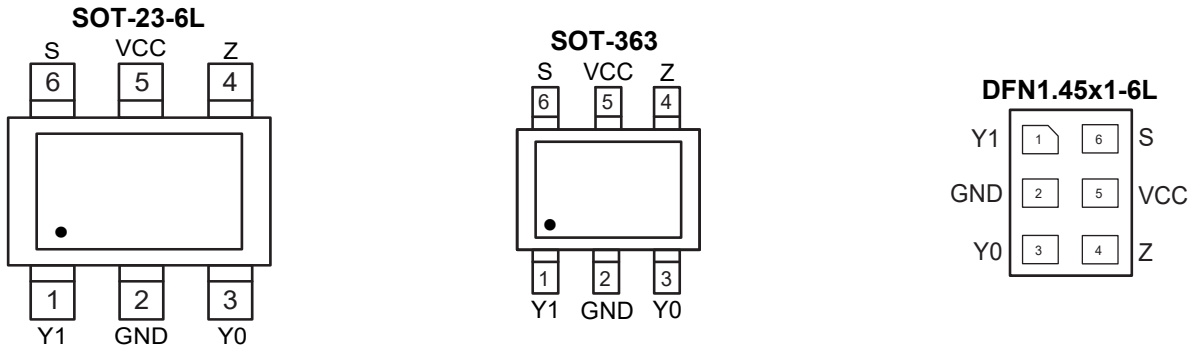 SOT-23-6L
S VCC Z
6 5 4
1 2 3
Y1 GND Y0
SOT-363
S VCC Z
6 5 4
1 2 3
Y1 GND Y0
DFN1.45x1-6L
Y1 1 6 S
GND 2 5 VCC
Y0 3 4 Z